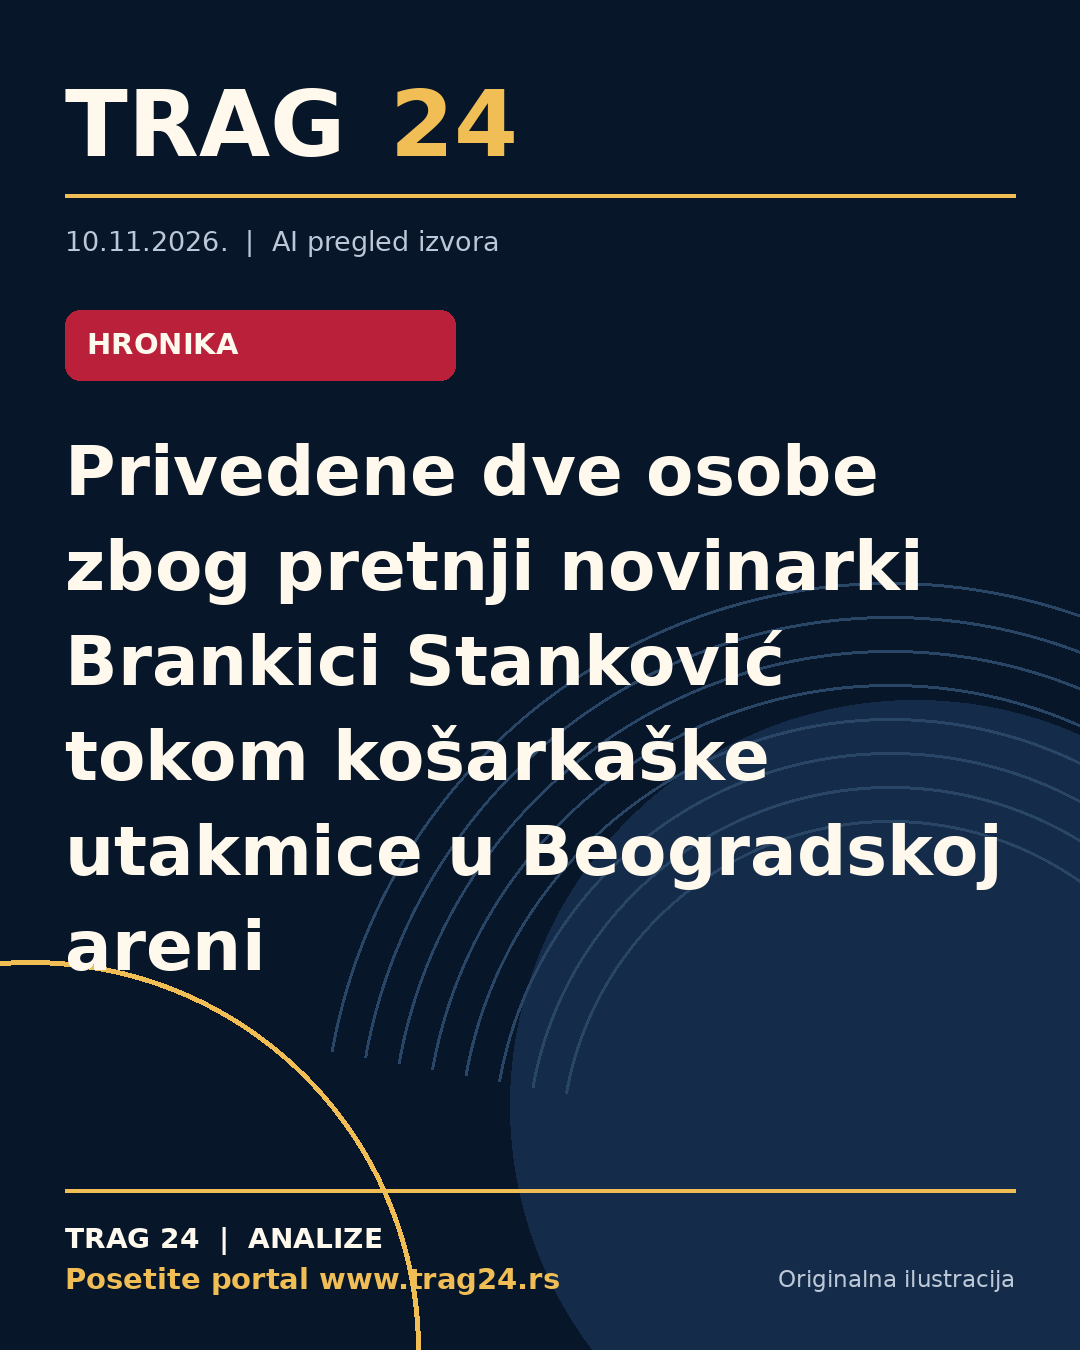 TRAG 24
10.11.2026. | AI pregled izvora
HRONIKA
Privedene dve osobe
zbog pretnji novinarki
Brankici Stanković
tokom košarkaške
utakmice u Beogradskoj
areni
TRAG 24 | ANALIZE
Posetite portal www.trag24.rs
Originalna ilustracija